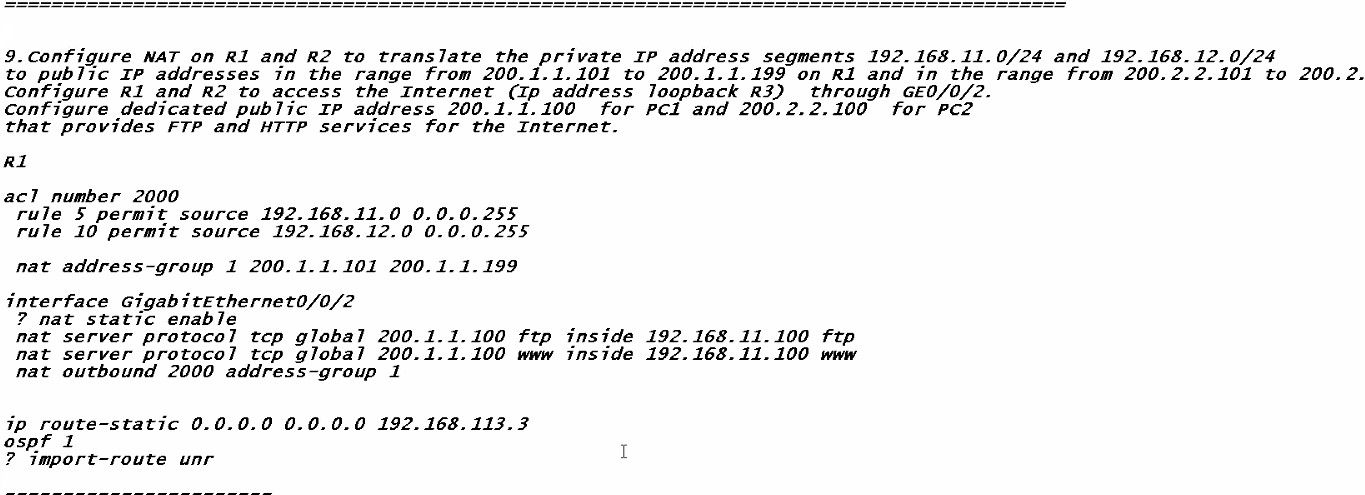 ===========================================================================================
9.Configure NAT on R1 and R2 to translate the private IP address segments 192.168.11.0/24 and 192.168.12.0/24
to public IP addresses in the range from 200.1.1.101 to 200.1.1.199 on R1 and in the range from 200.2.2.101 to 200.2.
Configure R1 and R2 to access the Internet (Ip address loopback R3)  through GE0/0/2.
Configure dedicated public IP address 200.1.1.100  for PC1 and 200.2.2.100  for PC2
that provides FTP and HTTP services for the Internet.
R1
acl number 2000
rule 5 permit source 192.168.11.0 0.0.0.255
rule 10 permit source 192.168.12.0 0.0.0.255
nat address-group 1 200.1.1.101 200.1.1.199
interface GigabitEthernet0/0/2
? nat static enable
nat server protocol tcp global 200.1.1.100 ftp inside 192.168.11.100 ftp
nat server protocol tcp global 200.1.1.100 www inside 192.168.11.100 www
nat outbound 2000 address-group 1
ip route-static 0.0.0.0 0.0.0.0 192.168.113.3
ospf 1
? import-route unr
=======================